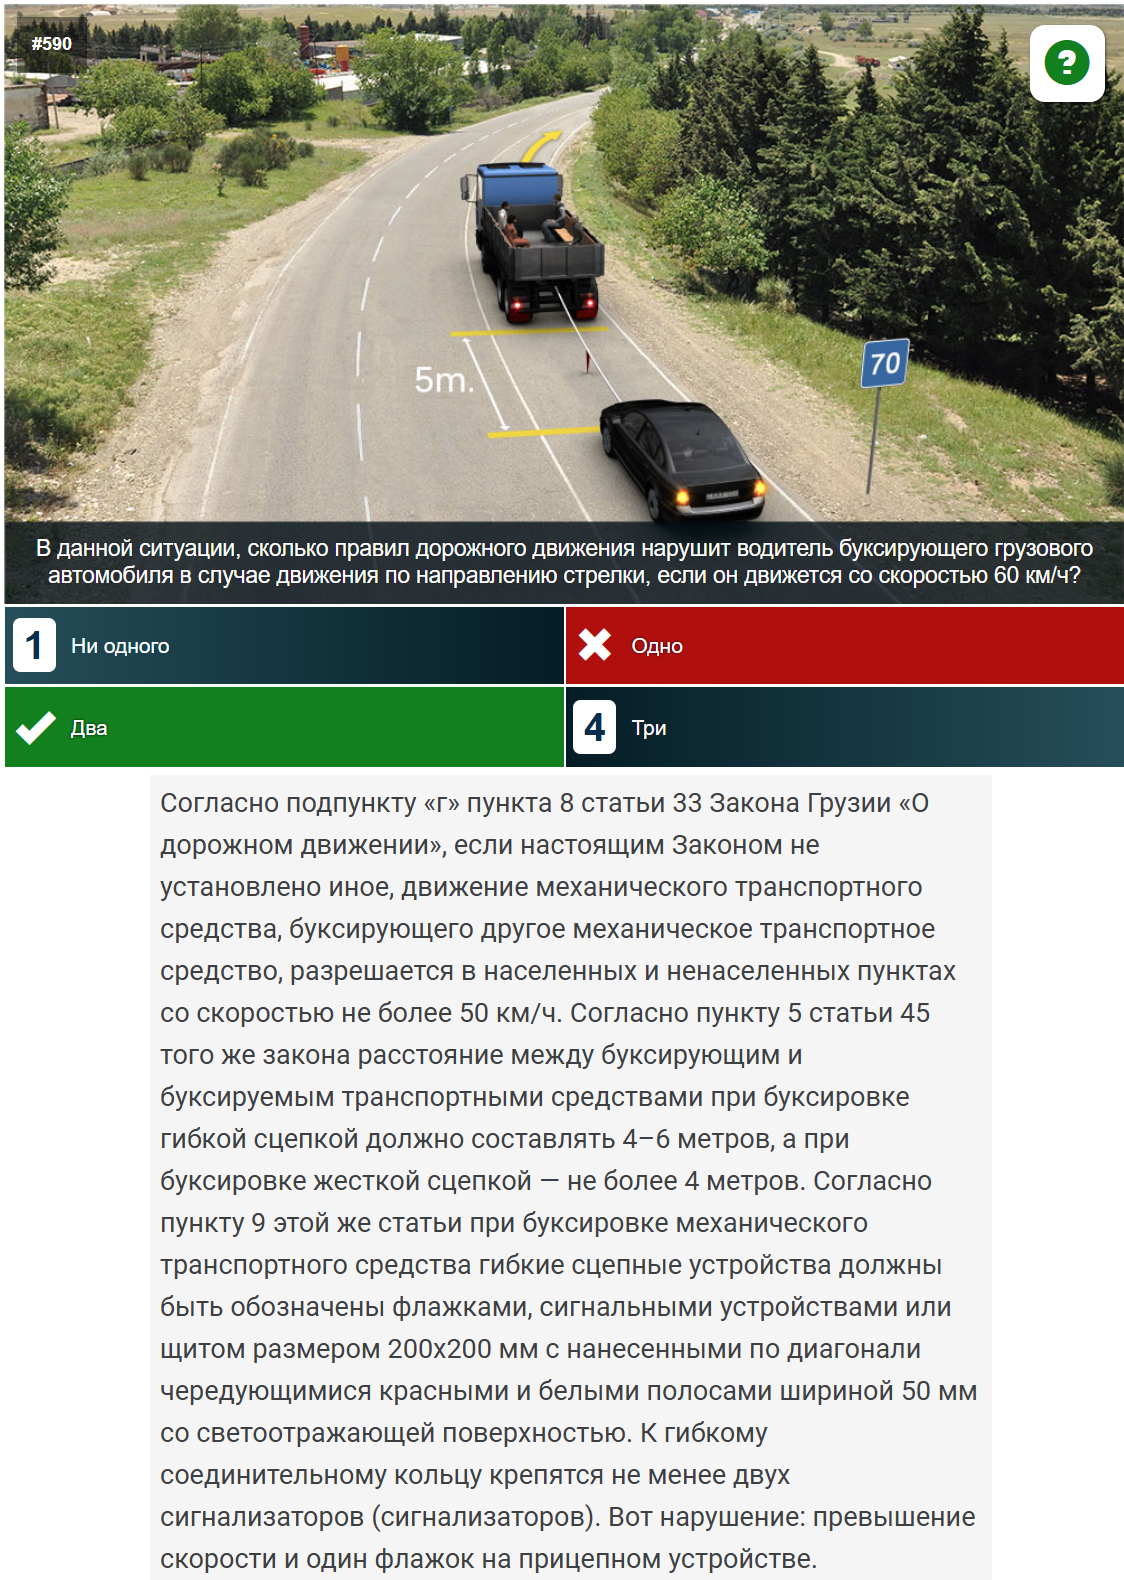 #590
?
70
5m.
В данной ситуации, сколько правил дорожного движения нарушит водитель буксирующего грузового
автомобиля в случае движения по направлению стрелки, если он движется со скоростью 60 км/ч?
1 Ни одного
Одно
Два
4 Три
Согласно подпункту «г» пункта 8 статьи 33 Закона Грузии «О
дорожном движении», если настоящим Законом не
установлено иное, движение механического транспортного
средства, буксирующего другое механическое транспортное
средство, разрешается в населенных и ненаселенных пунктах
со скоростью не более 50 км/ч. Согласно пункту 5 статьи 45
того же закона расстояние между буксирующим и
буксируемым транспортными средствами при буксировке
гибкой сцепкой должно составлять 4–6 метров, а при
буксировке жесткой сцепкой — не более 4 метров. Согласно
пункту 9 этой же статьи при буксировке механического
транспортного средства гибкие сцепные устройства должны
быть обозначены флажками, сигнальными устройствами или
щитом размером 200x200 мм с нанесенными по диагонали
чередующимися красными и белыми полосами шириной 50 мм
со светоотражающей поверхностью. К гибкому
соединительному кольцу крепятся не менее двух
сигнализаторов (сигнализаторов). Вот нарушение: превышение
скорости и один флажок на прицепном устройстве.